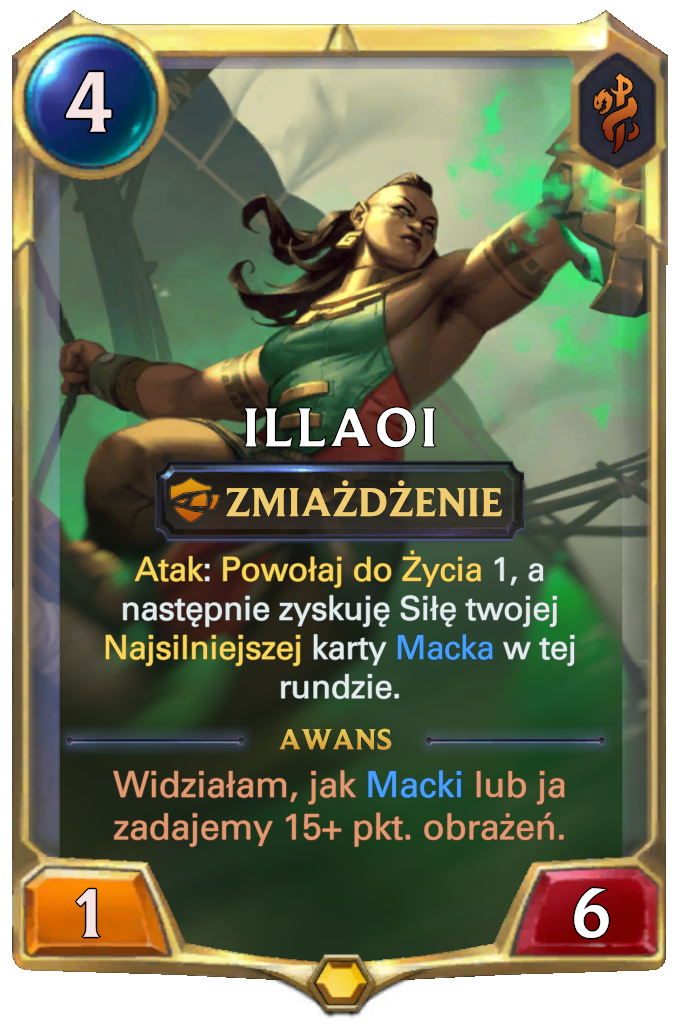 4
ILLAOI
ZMIAŻDŻENIE
Atak: Powołaj do Życia 1, a
następnie zyskuję Siłę twojej
Najsilniejszej karty Macka w tej
rundzie.
AWANS
Widziałam, jak Macki lub ja
zadajemy 15+ pkt. obrażeń.
1
6